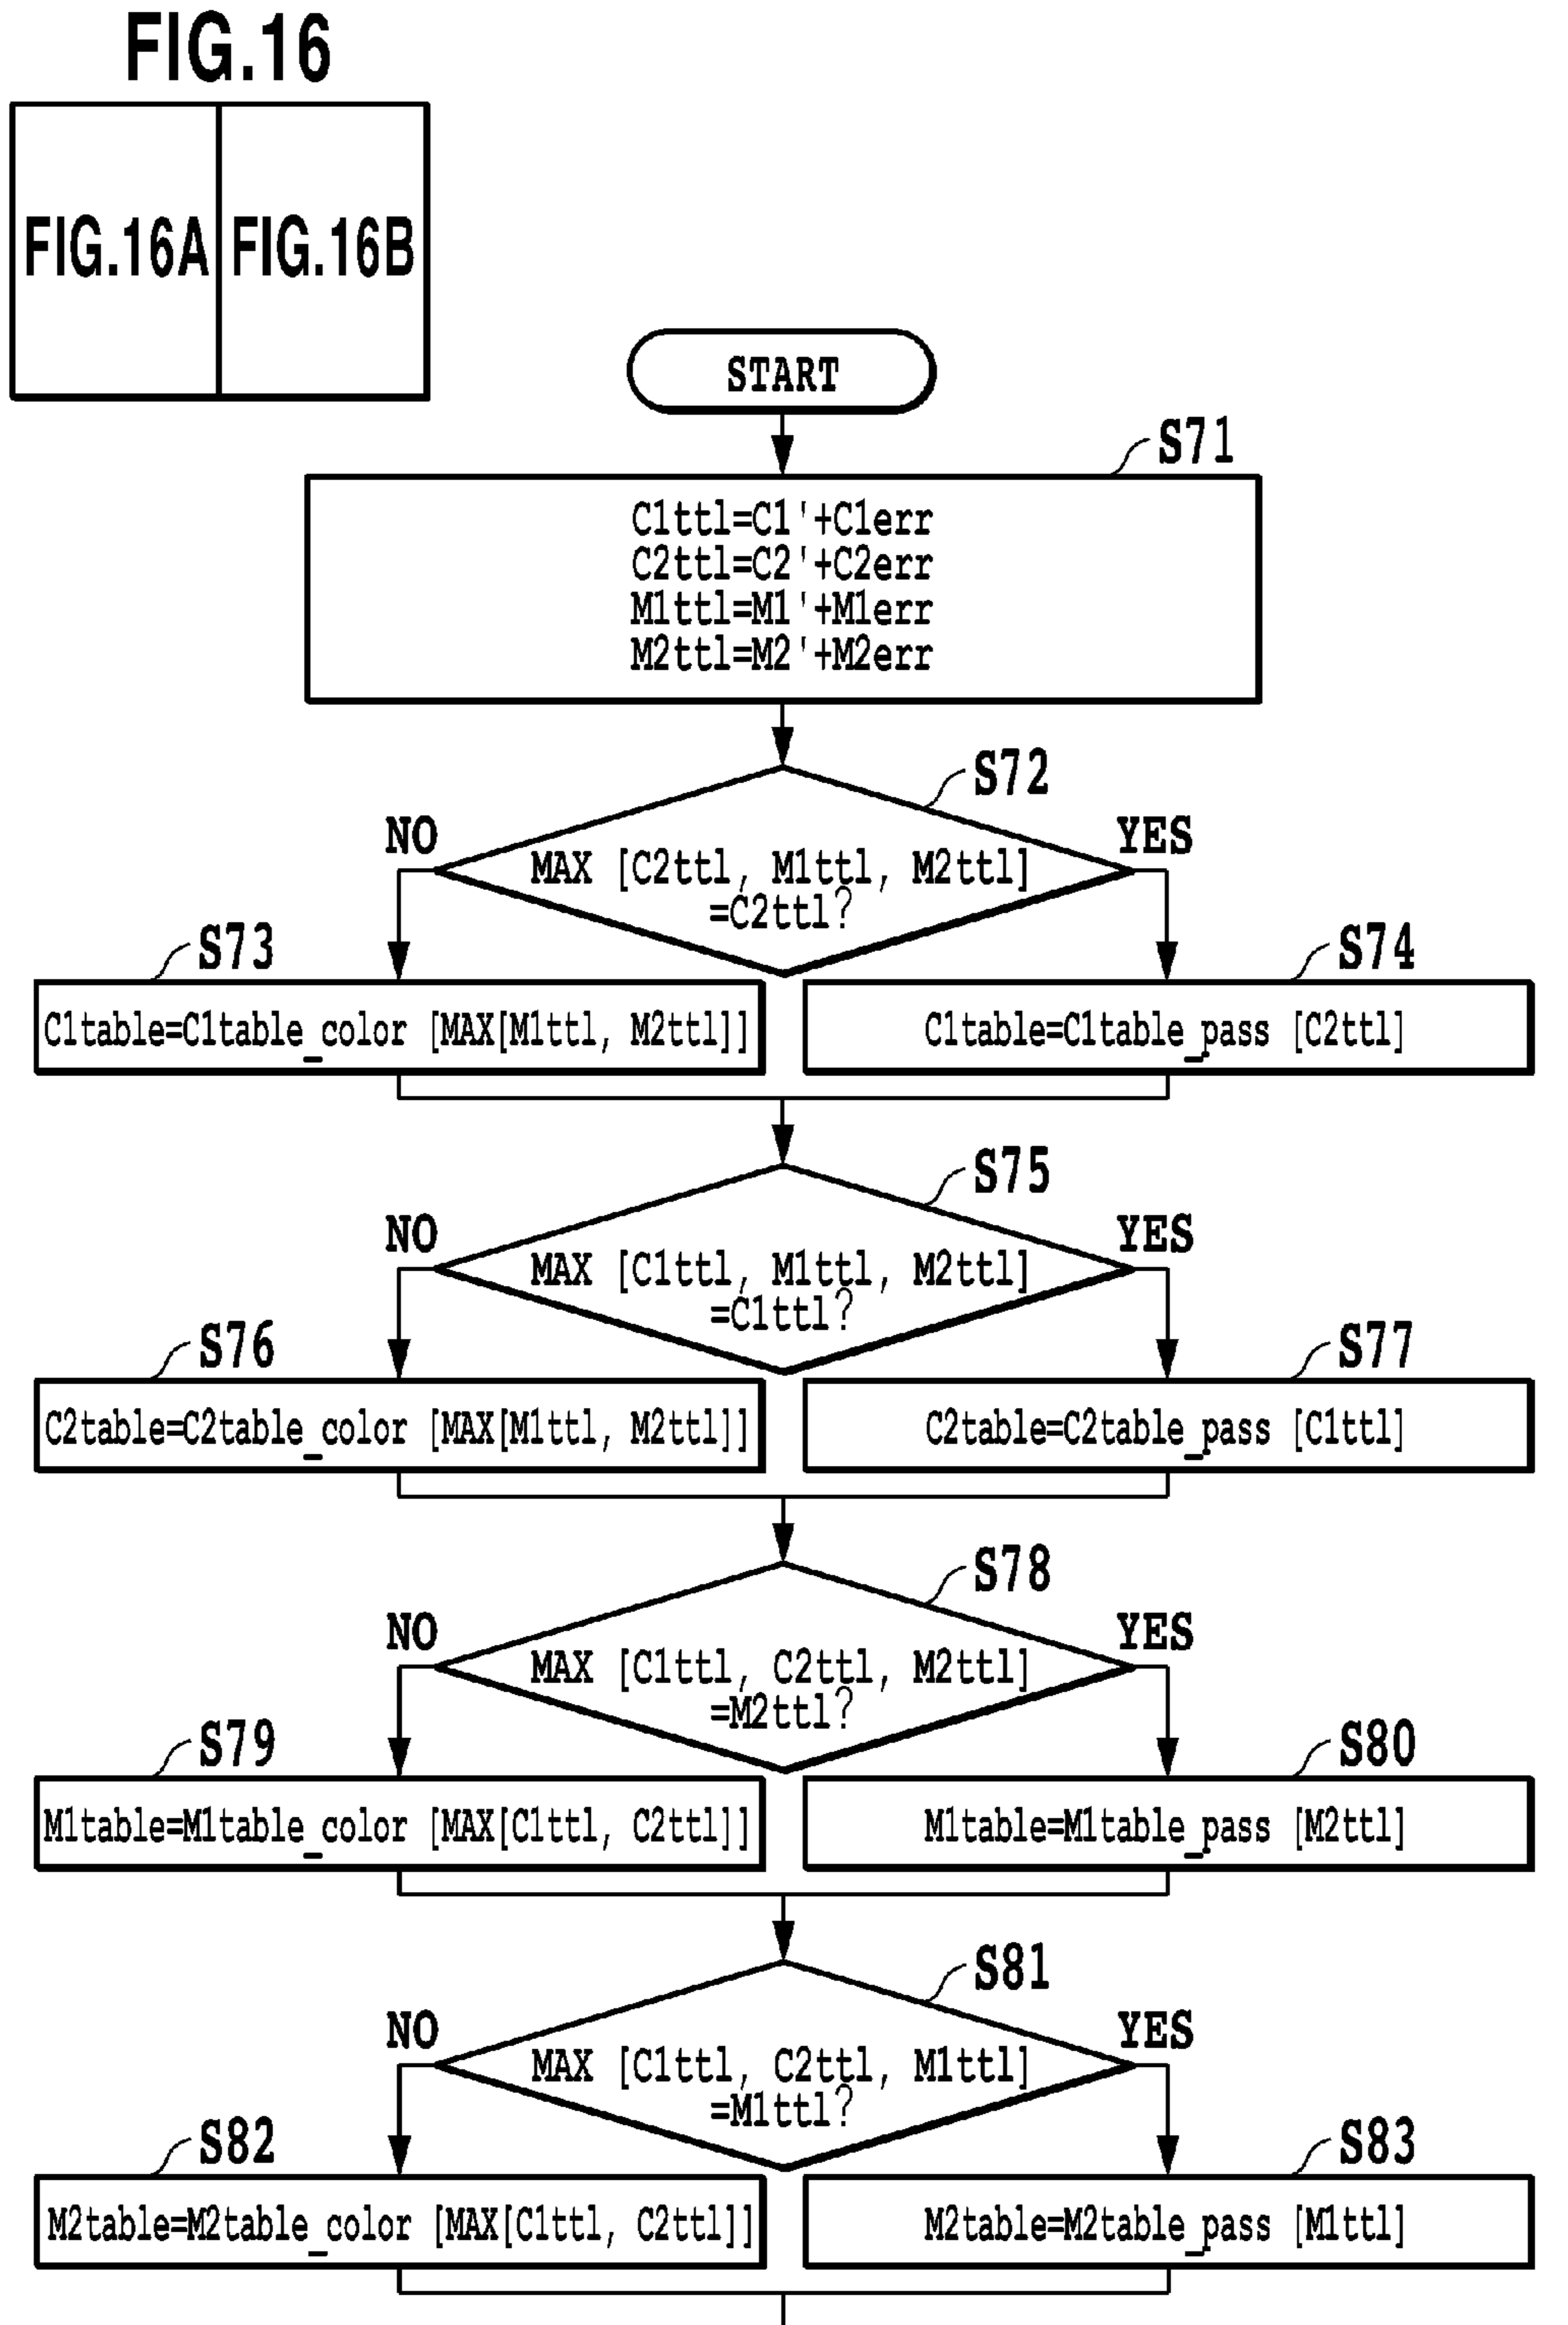 FIG.16
FIG.16A
FIG.16B
START
S71
C1ttl=C1'+C1err
C2ttl=C2'+C2err
M1ttl=M1'+M1err
M2ttl=M2'+M2err
S72
NO
YES
MAX [C2ttl, M1ttl, M2ttl]
=C2ttl?
S73
S74
C1table=C1table_color [MAX[M1ttl, M2ttl]]
C1table=C1table_pass [C2ttl]
S75
NO
YES
MAX [C1ttl, M1ttl, M2ttl]
=C1ttl?
S76
S77
C2table=C2table_color [MAX[M1ttl, M2ttl]]
C2table=C2table_pass [C1ttl]
S78
NO
YES
MAX [C1ttl, C2ttl, M2ttl]
=M2ttl?
S79
S80
M1table=M1table_color [MAX[C1ttl, C2ttl]]
M1table=M1table_pass [M2ttl]
S81
NO
YES
MAX [C1ttl, C2ttl, M1ttl]
=M1ttl?
S82
S83
M2table=M2table_color [MAX[C1ttl, C2ttl]]
M2table=M2table_pass [M1ttl]